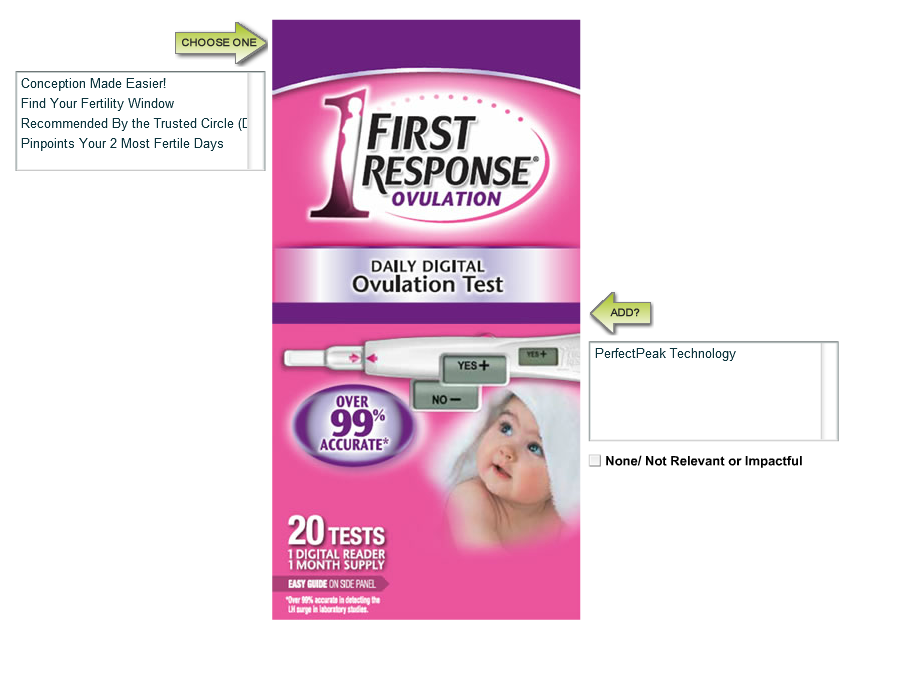 CHOOSE ONE
Conception Made Easier!
Find Your Fertility Window
Recommended By the Trusted Circle (D
Pinpoints Your 2 Most Fertile Days
1 FIRST
RESPONSE®
OVULATION
DAILY DIGITAL
Ovulation Test
YES+
YES+
NO−
OVER
99%
ACCURATE*
20 TESTS
1 DIGITAL READER
1 MONTH SUPPLY
EASY GUIDE ON SIDE PANEL
*Over 99% accurate in detecting the
LH surge in laboratory studies.
ADD?
PerfectPeak Technology
None/ Not Relevant or Impactful